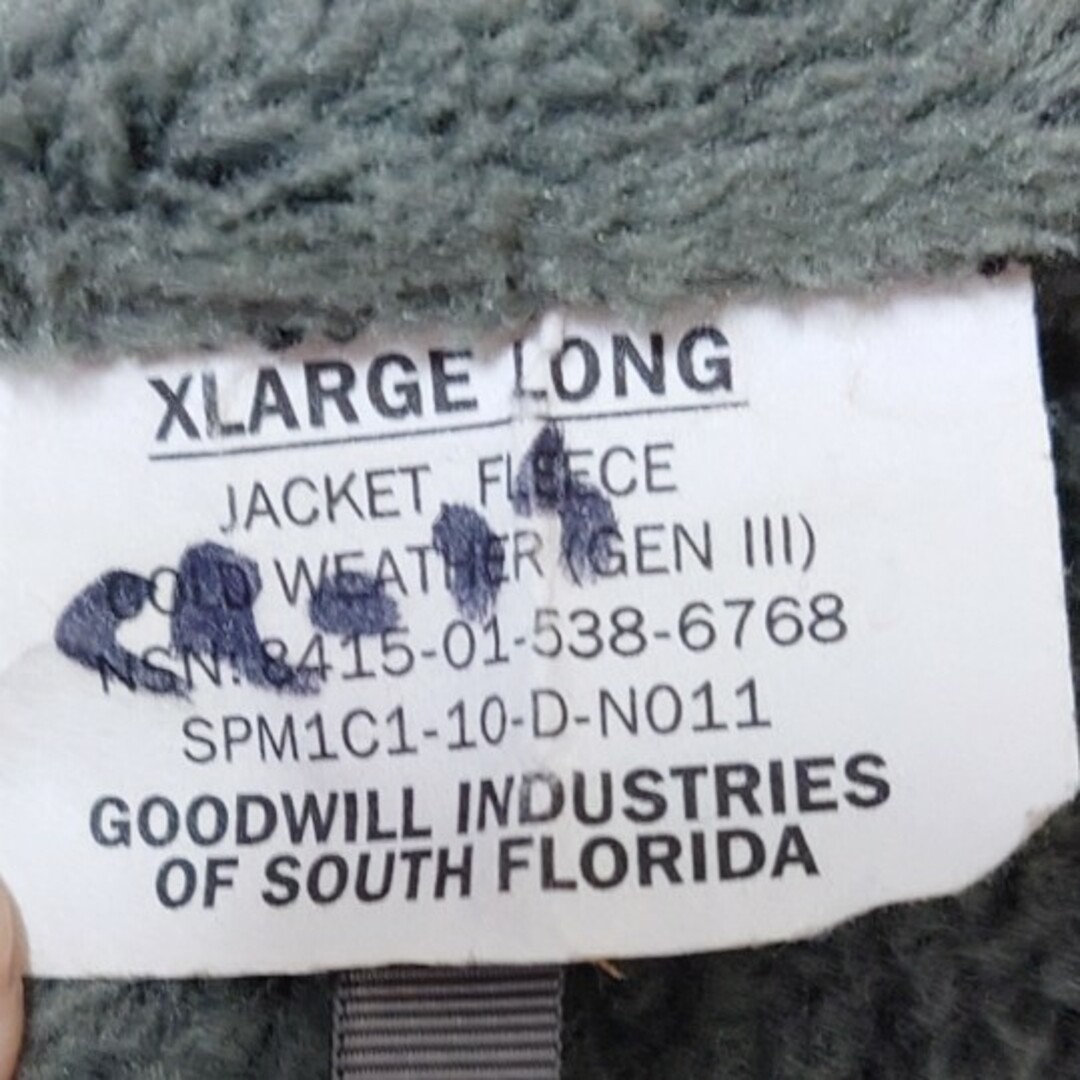 XLARGE LONG
JACKET, FLEECE
COLD WEATHER (GEN III)
NSN: 8415-01-538-6768
SPM1C1-10-D-N011
GOODWILL INDUSTRIES
OF SOUTH FLORIDA